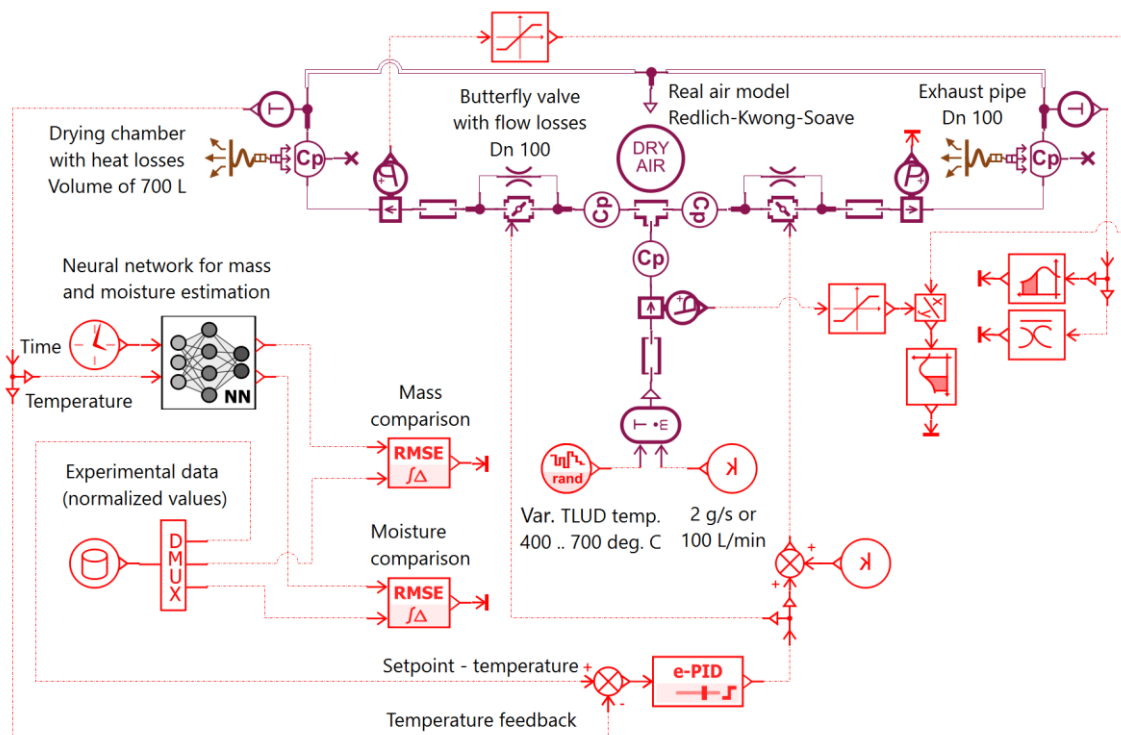 Drying chamber
with heat losses
Volume of 700 L
Butterfly valve
with flow losses
Dn 100
Real air model
Redlich-Kwong-Soave
Exhaust pipe
Dn 100
T
T
DRY
AIR
Cp
Cp
Cp
Cp
Cp
Neural network for mass
and moisture estimation
Time
Temperature
NN
x
y
T
m
Mass
comparison
RMSE
∫Δ
rand
k
Var. TLUD temp.
400 .. 700 deg. C
2 g/s or
100 L/min
Experimental data
(normalized values)
D
M
U
X
Moisture
comparison
RMSE
∫Δ
+
+
k
Setpoint - temperature
+
-
e-PID
Temperature feedback